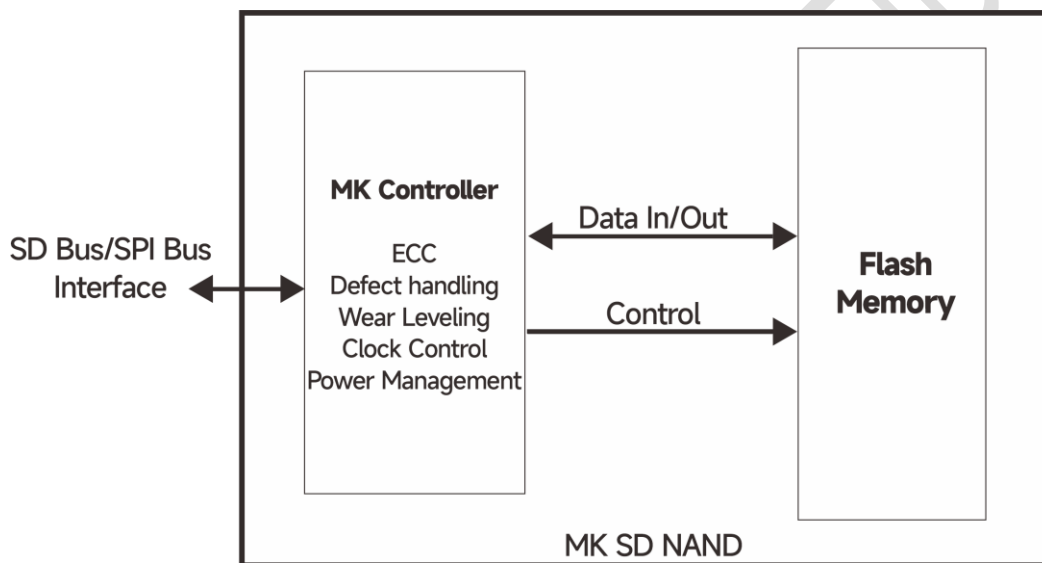 SD Bus/SPI Bus
Interface
MK Controller
ECC
Defect handling
Wear Leveling
Clock Control
Power Management
Data In/Out
Control
Flash
Memory
MK SD NAND